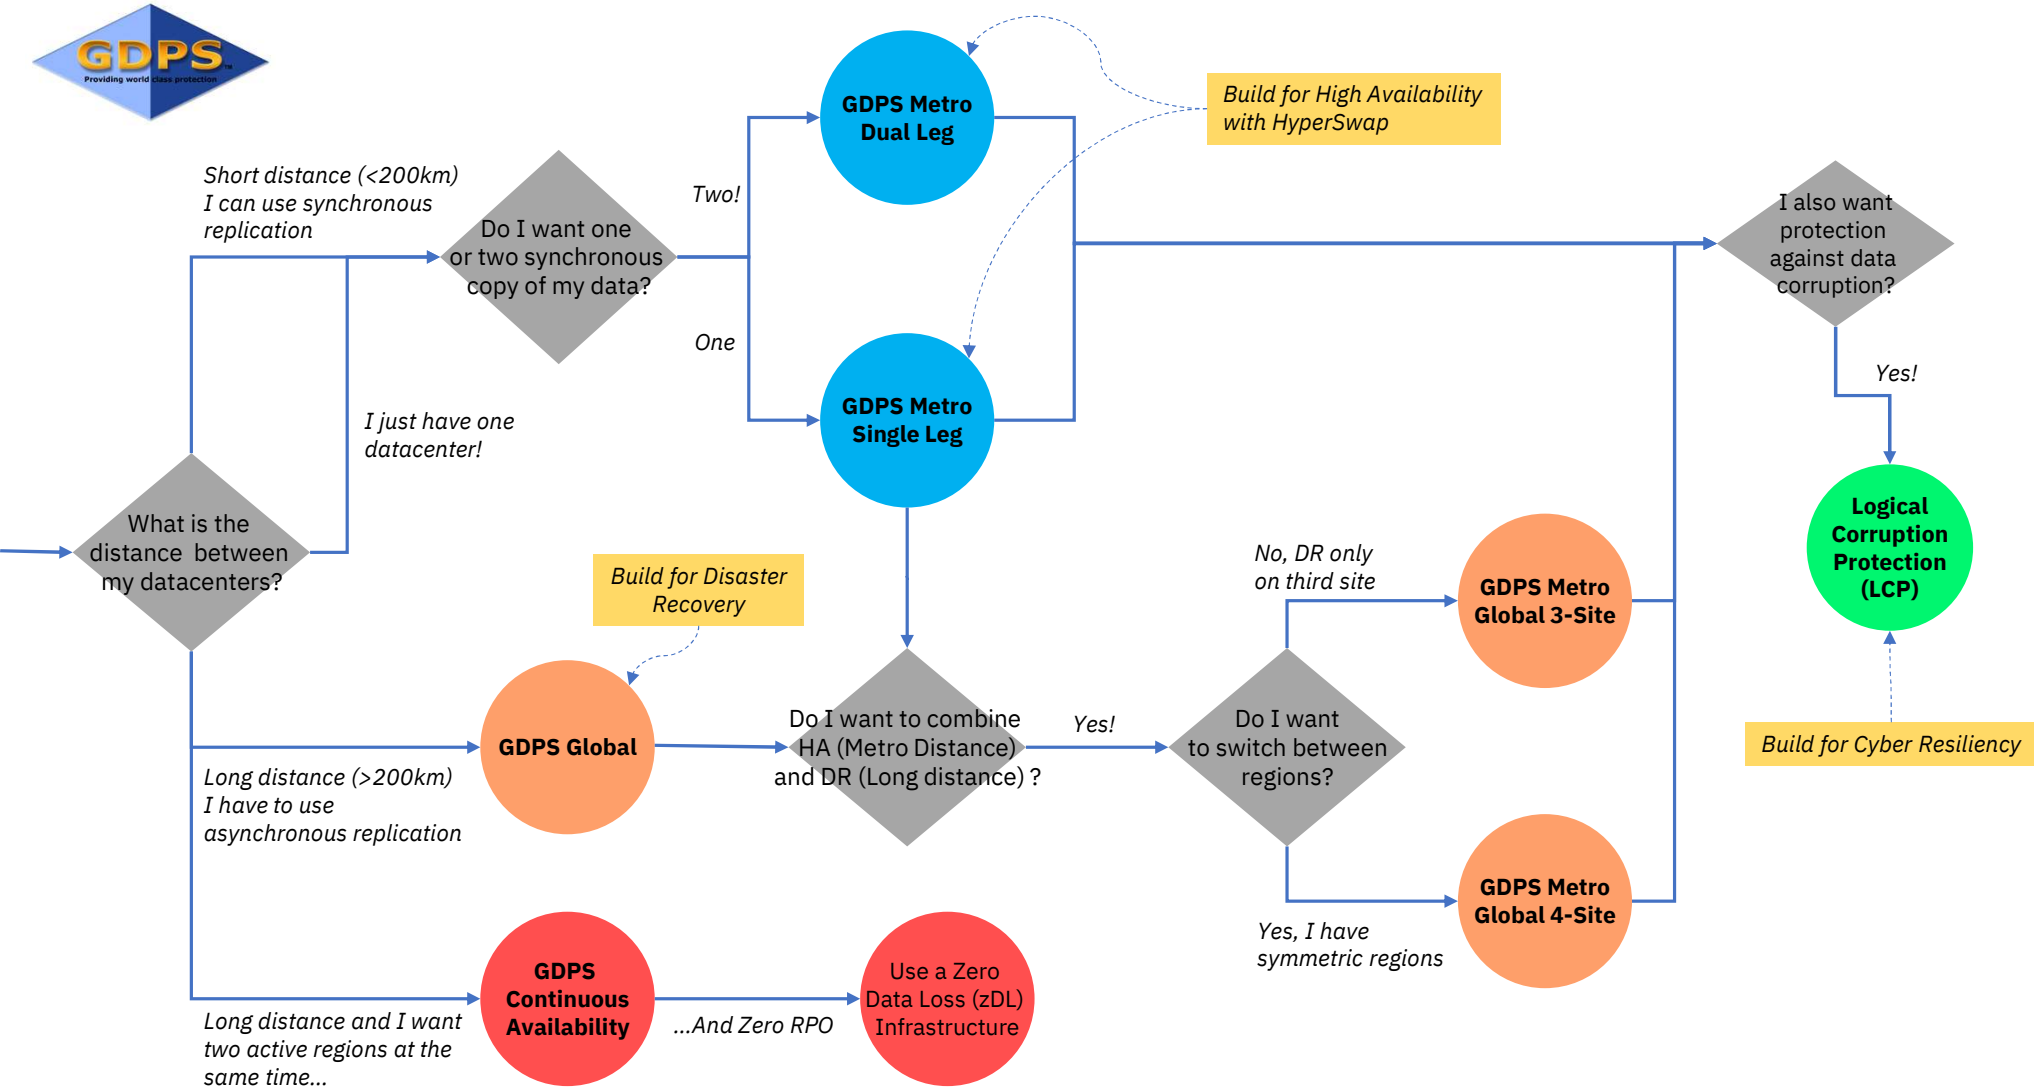 GDPS™
Providing world class protection
Short distance (<200km)
I can use synchronous
replication
I just have one
datacenter!
What is the
distance between
my datacenters?
Do I want one
or two synchronous
copy of my data?
Two!
One
GDPS Metro
Dual Leg
GDPS Metro
Single Leg
Build for High Availability
with HyperSwap
I also want
protection
against data
corruption?
Yes!
Logical
Corruption
Protection
(LCP)
Build for Cyber Resiliency
Build for Disaster
Recovery
Long distance (>200km)
I have to use
asynchronous replication
GDPS Global
Do I want to combine
HA (Metro Distance)
and DR (Long distance) ?
Yes!
Do I want
to switch between
regions?
No, DR only
on third site
GDPS Metro
Global 3-Site
Yes, I have
symmetric regions
GDPS Metro
Global 4-Site
Long distance and I want
two active regions at the
same time...
GDPS
Continuous
Availability
...And Zero RPO
Use a Zero
Data Loss (zDL)
Infrastructure